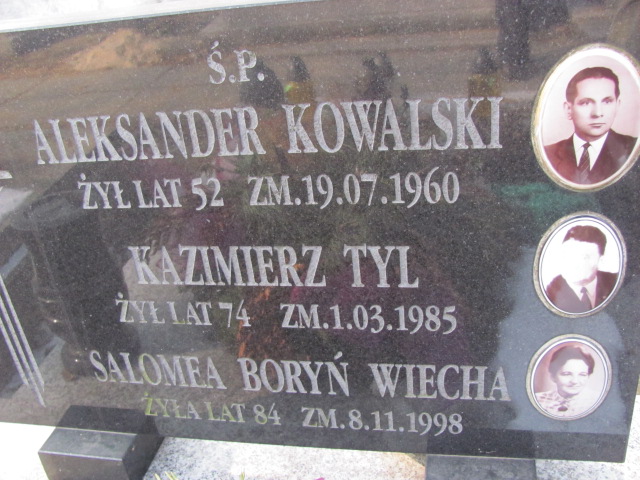 Ś.P.
ALEKSANDER KOWALSKI
ŻYŁ LAT 52 ZM.19.07.1960
KAZIMIERZ TYL
ŻYŁ LAT 74 ZM.1.03.1985
SALOMEA BORYŃ WIECHA
ŻYŁA LAT 84 ZM.8.11.1998